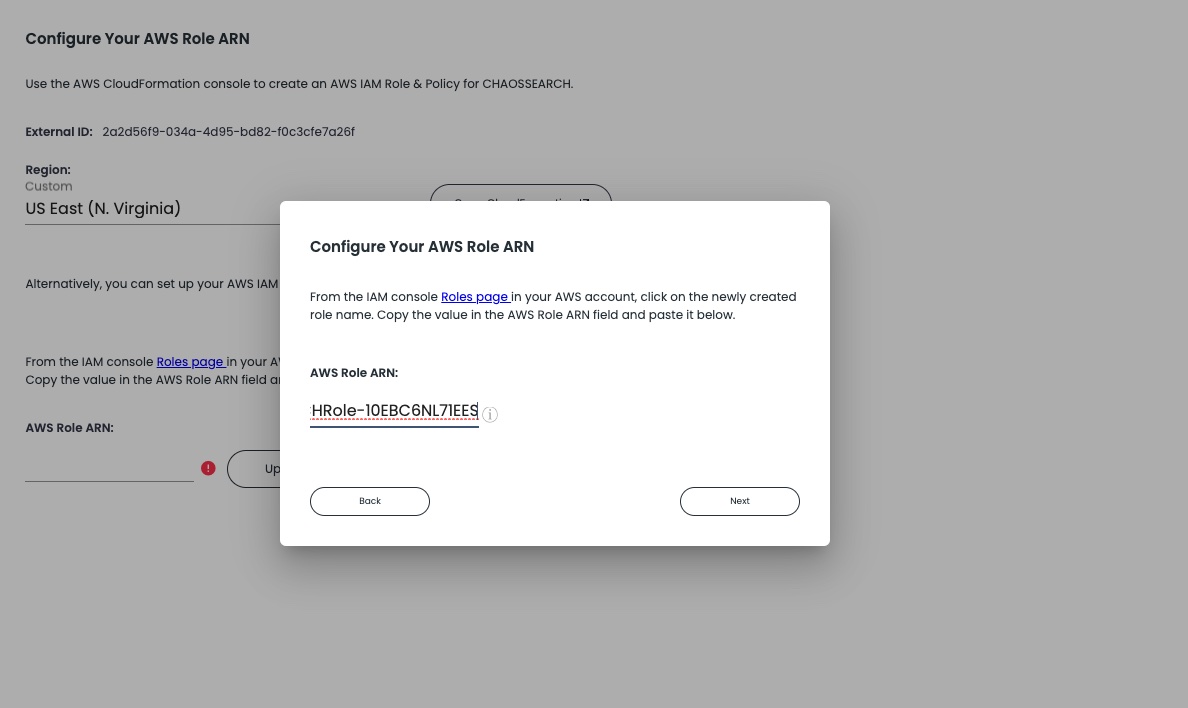 Configure Your AWS Role ARN
Use the AWS CloudFormation console to create an AWS IAM Role & Policy for CHAOSSEARCH.
External ID: 2a2d56f9-034a-4d95-bd82-f0c3cfe7a26f
Region:
Custom
US East (N. Virginia)
Alternatively, you can set up your AWS IAM
From the IAM console Roles page in your
Copy the value in the AWS Role ARN field
AWS Role ARN:
Up
Configure Your AWS Role ARN
From the IAM console Roles page in your AWS account, click on the newly created
role name. Copy the value in the AWS Role ARN field and paste it below.
AWS Role ARN:
HRole-10EBC6NL71EES
Back
Next